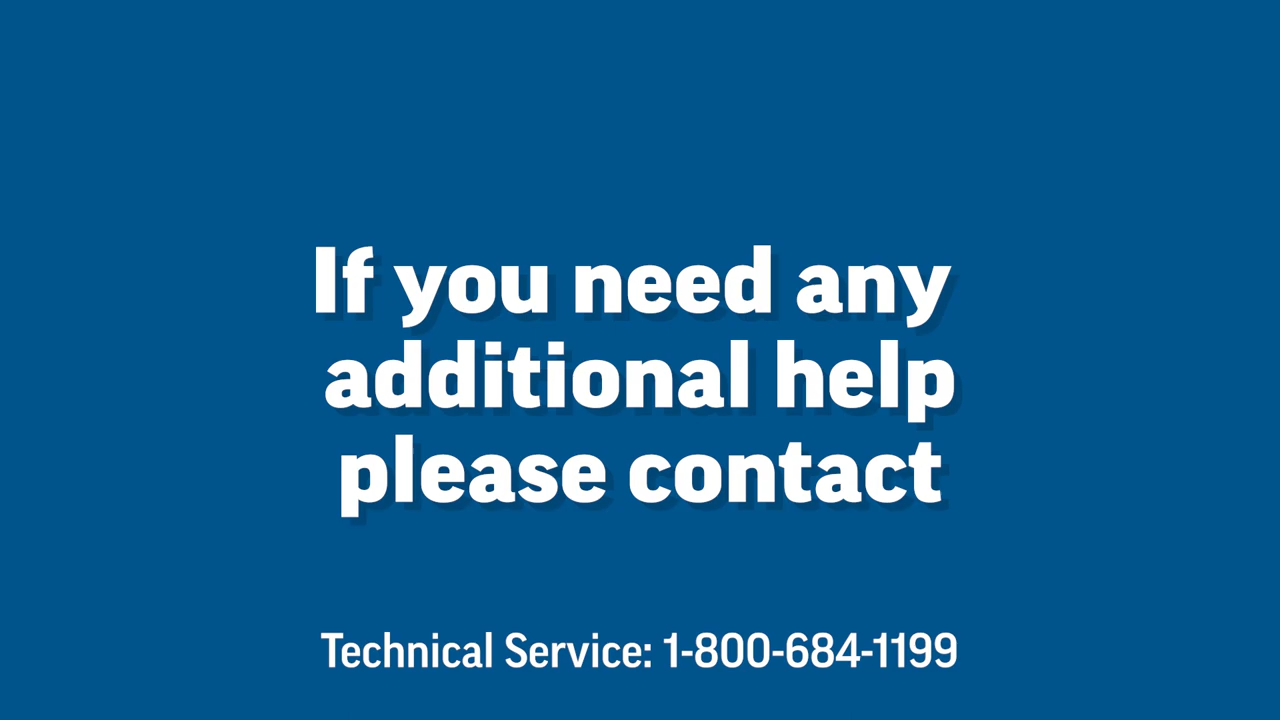 If you need any
additional help
please contact
Technical Service: 1-800-684-1199